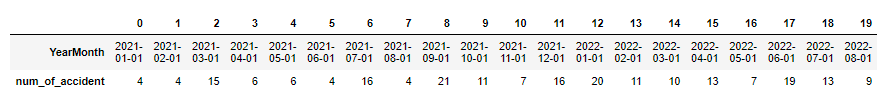 0 1 2 3 4 5 6 7 8 9 10 11 12 13 14 15 16 17 18 19
YearMonth 2021-01-01 2021-02-01 2021-03-01 2021-04-01 2021-05-01 2021-06-01 2021-07-01 2021-08-01 2021-09-01 2021-10-01 2021-11-01 2021-12-01 2022-01-01 2022-02-01 2022-03-01 2022-04-01 2022-05-01 2022-06-01 2022-07-01 2022-08-01
num_of_accident 4 4 15 6 6 4 16 4 21 11 7 16 20 11 10 13 7 19 13 9